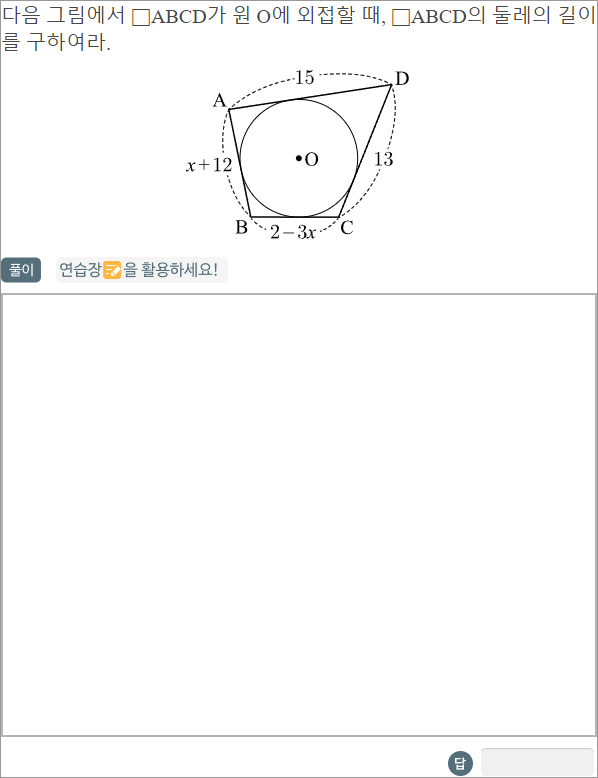 다음 그림에서 □ABCD가 원 O에 외접할 때, □ABCD의 둘레의 길이
를 구하여라.
15
D
A
x+12
O
13
B
2−3x
C
풀이
연습장📝을 활용하세요!
답